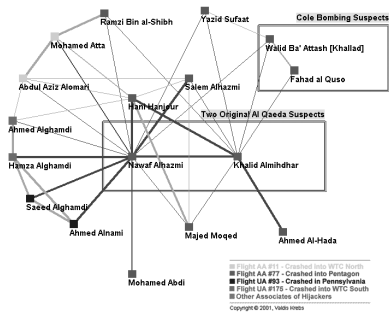 Ramzi Bin al-Shibh
Yazid Sufaat
Cole Bombing Suspects
Mohamed Atta
Walid Ba' Attash [Khallad]
Fahad al Quso
Abdul Aziz Alomari
Salem Alhazmi
Hani Hanjour
Two Original Al Qaeda Suspects
Ahmed Alghamdi
Hamza Alghamdi
Nawaf Alhazmi
Khalid Almihdhar
Saeed Alghamdi
Ahmed Alnami
Majed Moqed
Ahmed Al-Hada
Mohamed Abdi
Flight AA #11 - Crashed into WTC North
Flight AA #77 - Crashed into Pentagon
Flight UA #93 - Crashed in Pennsylvania
Flight UA #175 - Crashed into WTC South
Other Associates of Hijackers
Copyright © 2001, Valdis Krebs